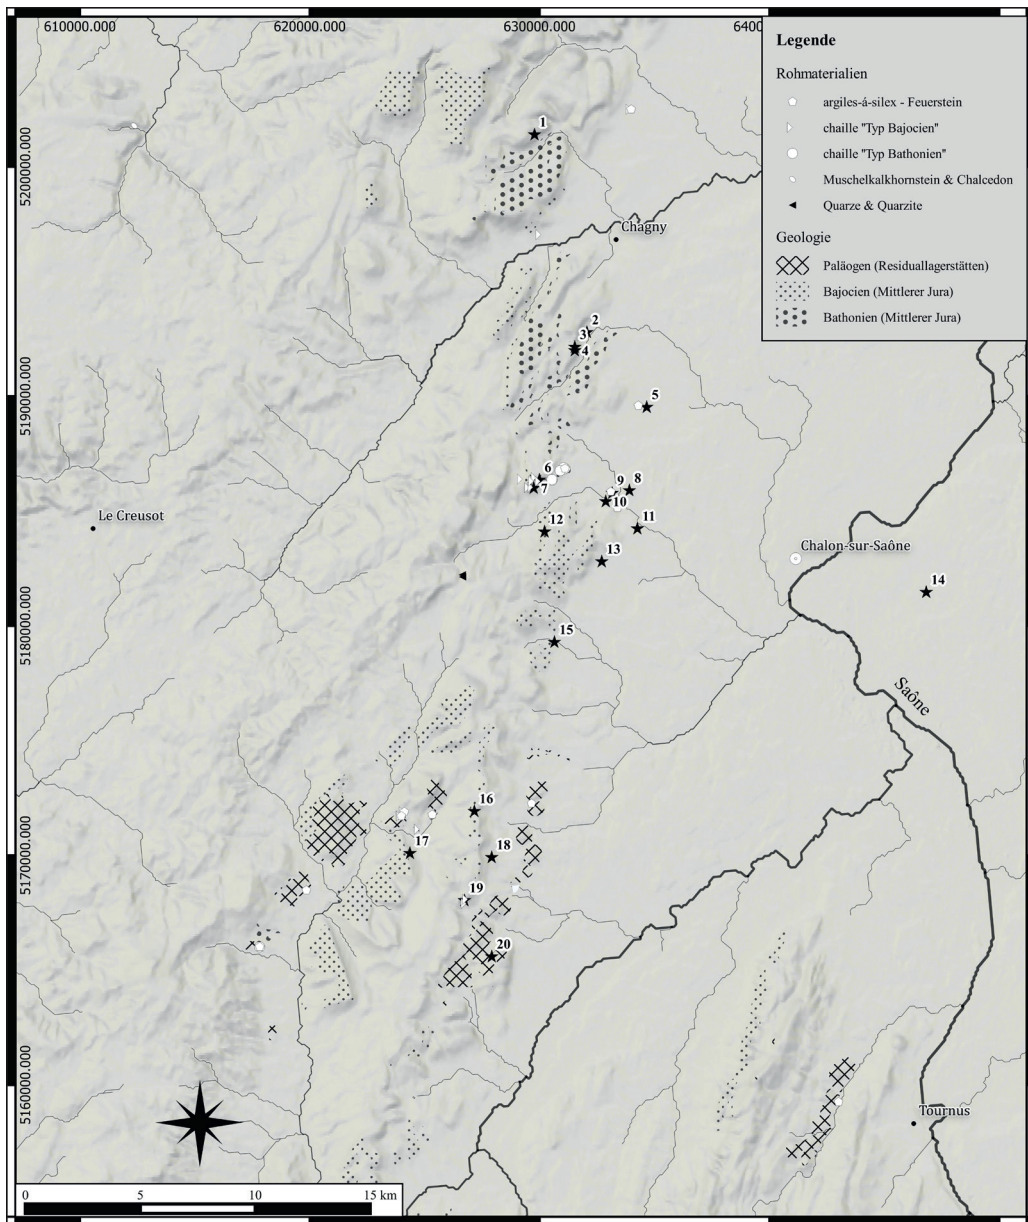 610000.000
620000.000
630000.000
6400
5200000.000
5190000.000
5180000.000
5170000.000
5160000.000
Legende
Rohmaterialien
argiles-á-silex - Feuerstein
chaille "Typ Bajocien"
chaille "Typ Bathonien"
Muschelkalkhornstein & Chalcedon
Quarze & Quarzite
Geologie
Paläogen (Residuallagerstätten)
Bajocien (Mittlerer Jura)
Bathonien (Mittlerer Jura)
1
Chagny
2
3
4
5
6
7
9
8
10
11
12
13
Le Creusot
Chalon-sur-Saône
14
15
Saône
16
17
18
19
20
Tournus
0
5
10
15 km